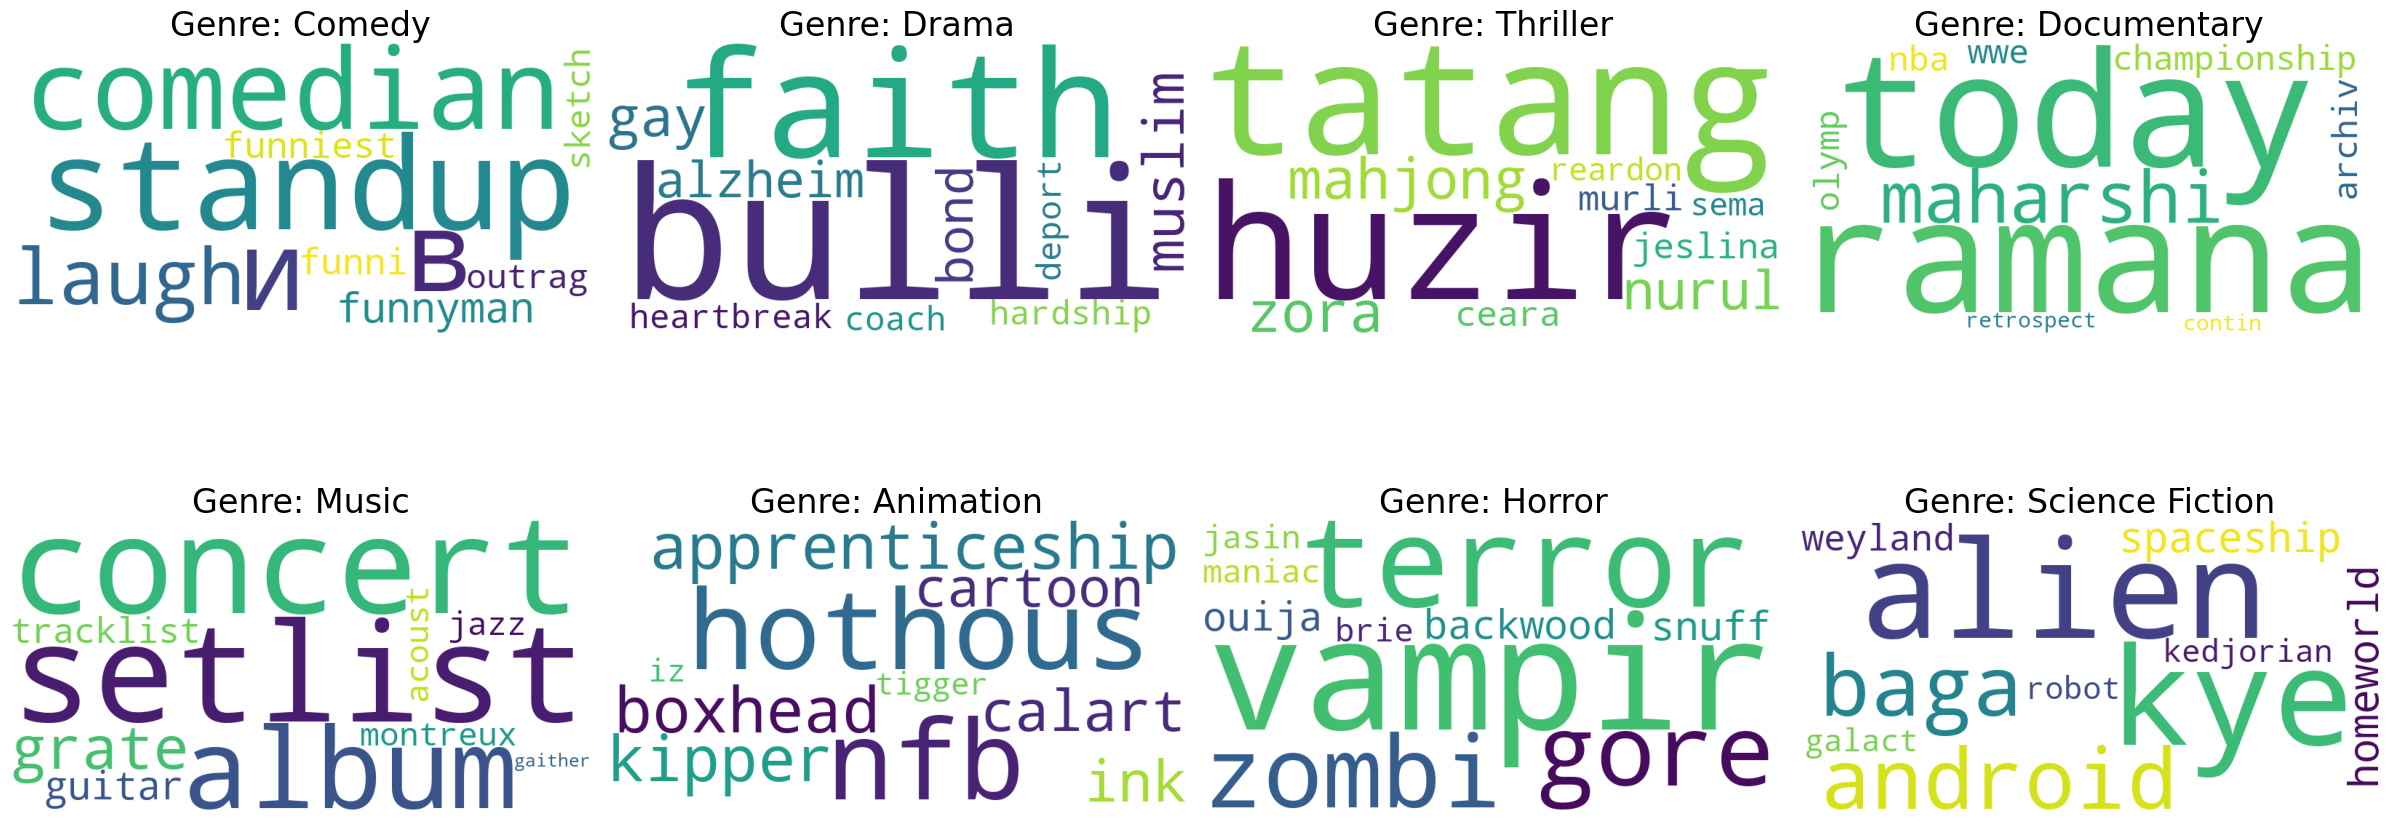 Genre: Comedy
comedian
sketch
funniest
standup
laugh
и
funni
в
outrag
funnyman
Genre: Drama
faith
gay
muslim
alzheim
bond
deport
bulli
heartbreak
coach
hardship
Genre: Thriller
tatang
mahjong
reardon
murli
sema
huzir
jeslina
nurul
zora
ceara
Genre: Documentary
nba
wwe
championship
today
archiv
olymp
maharshi
ramana
retrospect
contin
Genre: Music
concert
tracklist
acoust
jazz
setlist
grate
montreux
guitar
album
gaither
Genre: Animation
apprenticeship
cartoon
hothous
iz
tigger
boxhead
calart
kipper
nfb
ink
Genre: Horror
jasin
terror
maniac
ouija
brie
backwood
snuff
vampir
zombi
gore
Genre: Science Fiction
weyland
spaceship
alien
homeworld
kedjorian
baga
robot
kye
galact
android